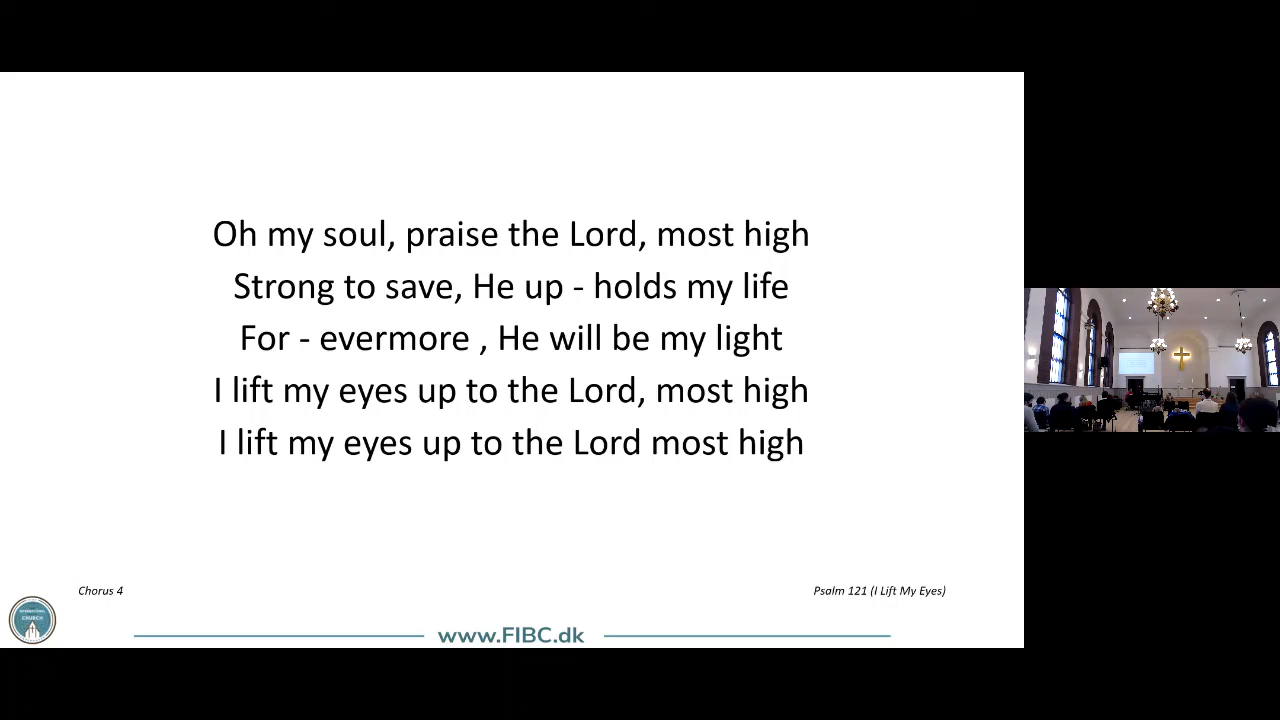 Oh my soul, praise the Lord, most high
Strong to save, He up - holds my life
For - evermore , He will be my light
I lift my eyes up to the Lord, most high
I lift my eyes up to the Lord most high
Chorus 4
Psalm 121 (I Lift My Eyes)
INTERNATIONAL
CHURCH
www.FIBC.dk